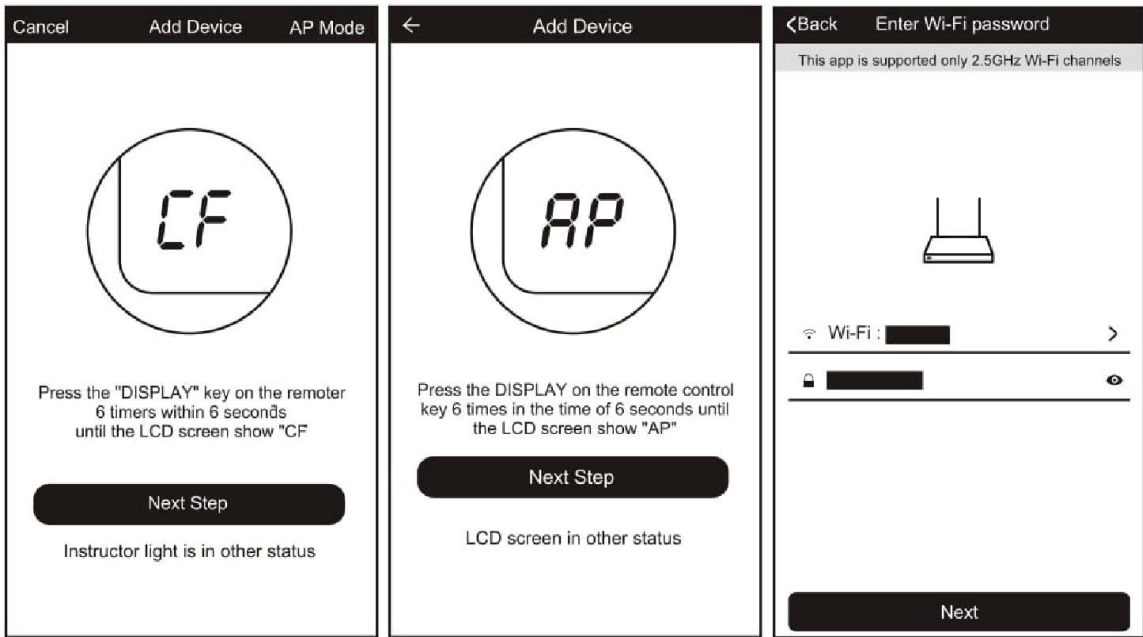 Cancel Add Device AP Mode
CF
Press the "DISPLAY" key on the remoter
6 timers within 6 seconds
until the LCD screen show "CF
Next Step
Instructor light is in other status
Add Device
AP
Press the DISPLAY on the remote control
key 6 times in the time of 6 seconds until
the LCD screen show "AP"
Next Step
LCD screen in other status
Back Enter Wi-Fi password
This app is supported only 2.5GHz Wi-Fi channels
Wi-Fi :
Next